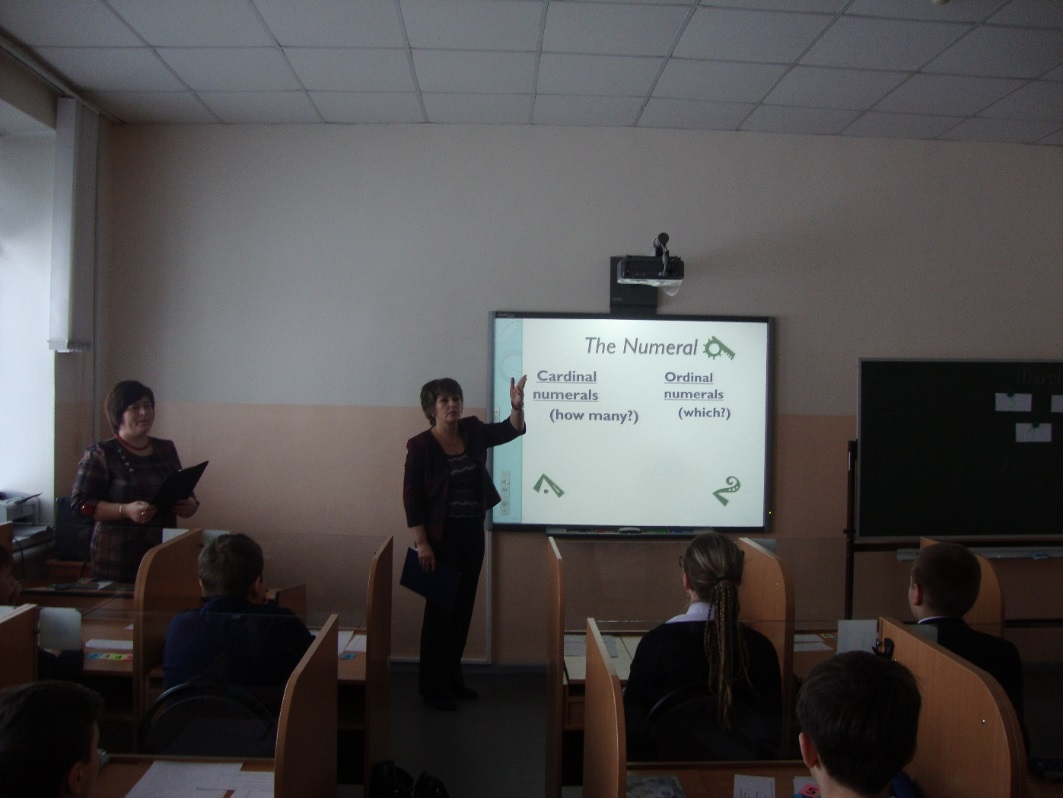 The Numeral
Cardinal
numerals
(how many?)
Ordinal
numerals
(which?)